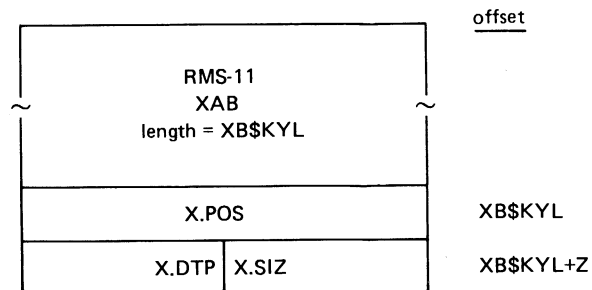 offset
RMS-11
XAB
length = XB$KYL
X.POS XB$KYL
X.DTP X.SIZ XB$KYL+Z